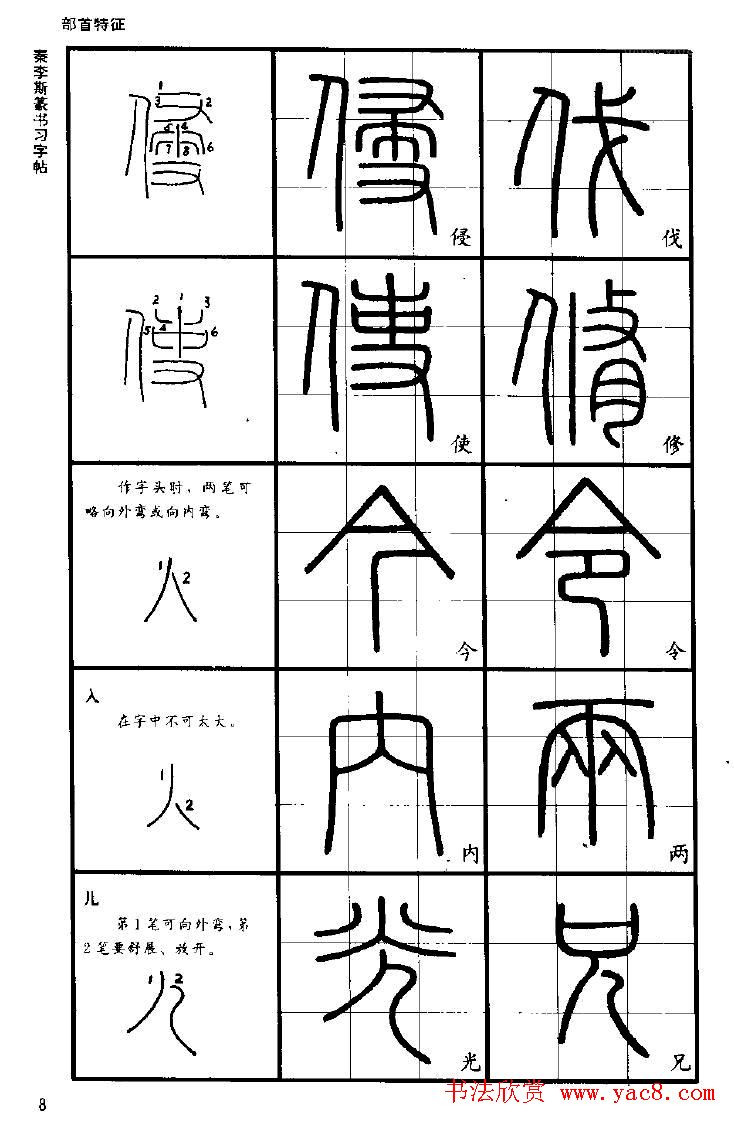 部首特征
秦李斯篆书习字帖
1
3 2
5 4
7 8 6
侵
伐
2 1 3
5 4 6
使
修
作字头时，两笔可
略向外弯或向内弯。
1 2
今
令
入
在字中不可太大。
1
2
内
两
儿
第1笔可向外弯，第
2笔要舒展、放开。
1 2
光
兄
书法欣赏 www.yac8.com
8